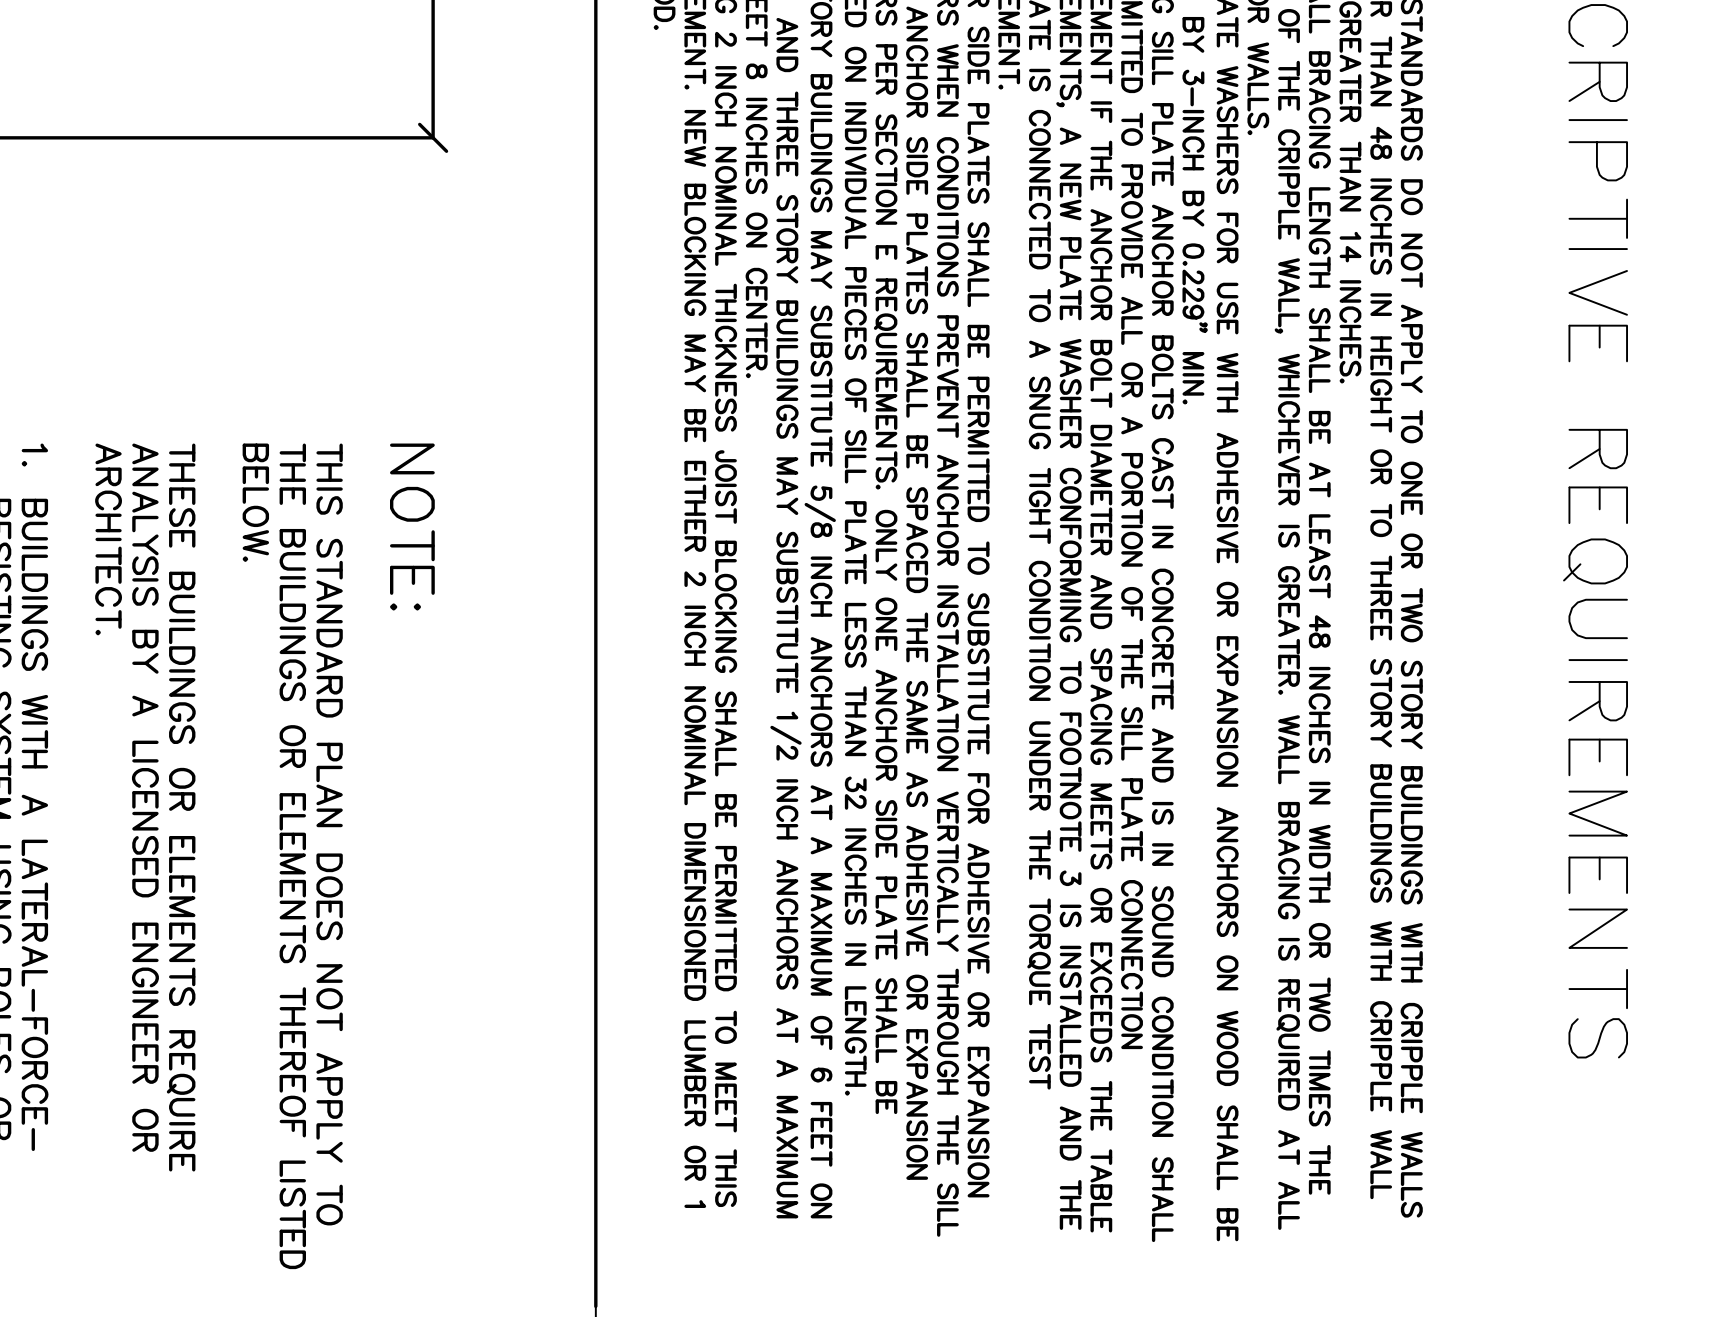 CRIPTIVE REQUIREMENTS
STANDARDS DO NOT APPLY TO ONE OR TWO STORY BUILDINGS WITH CRIPPLE WALLS
R THAN 48 INCHES IN HEIGHT OR TO THREE STORY BUILDINGS WITH CRIPPLE WALL
GREATER THAN 14 INCHES.
ALL BRACING LENGTH SHALL BE AT LEAST 48 INCHES IN WIDTH OR TWO TIMES THE
OF THE CRIPPLE WALL, WHICHEVER IS GREATER. WALL BRACING IS REQUIRED AT ALL
OR WALLS.
ATE WASHERS FOR USE WITH ADHESIVE OR EXPANSION ANCHORS ON WOOD SHALL BE
BY 3-INCH BY 0.229" MIN.
G SILL PLATE ANCHOR BOLTS CAST IN CONCRETE AND IS IN SOUND CONDITION SHALL
MITTED TO PROVIDE ALL OR A PORTION OF THE SILL PLATE CONNECTION
EMENT IF THE ANCHOR BOLT DIAMETER AND SPACING MEETS OR EXCEEDS THE TABLE
EMENTS, A NEW PLATE WASHER CONFORMING TO FOOTNOTE 3 IS INSTALLED AND THE
ATE IS CONNECTED TO A SNUG TIGHT CONDITION UNDER THE TORQUE TEST
EMENT.
R SIDE PLATES SHALL BE PERMITTED TO SUBSTITUTE FOR ADHESIVE OR EXPANSION
RS WHEN CONDITIONS PREVENT ANCHOR INSTALLATION VERTICALLY THROUGH THE SILL
ANCHOR SIDE PLATES SHALL BE SPACED THE SAME AS ADHESIVE OR EXPANSION
RS PER SECTION E REQUIREMENTS. ONLY ONE ANCHOR SIDE PLATE SHALL BE
ED ON INDIVIDUAL PIECES OF SILL PLATE LESS THAN 32 INCHES IN LENGTH.
TORY BUILDINGS MAY SUBSTITUTE 5/8 INCH ANCHORS AT A MAXIMUM OF 6 FEET ON
AND THREE STORY BUILDINGS MAY SUBSTITUTE 1/2 INCH ANCHORS AT A MAXIMUM
EET 8 INCHES ON CENTER.
G 2 INCH NOMINAL THICKNESS JOIST BLOCKING SHALL BE PERMITTED TO MEET THIS
EMENT. NEW BLOCKING MAY BE EITHER 2 INCH NOMINAL DIMENSIONED LUMBER OR 1
OD.
NOTE:
THIS STANDARD PLAN DOES NOT APPLY TO
THE BUILDINGS OR ELEMENTS THEREOF LISTED
BELOW.
THESE BUILDINGS OR ELEMENTS REQUIRE
ANALYSIS BY A LICENSED ENGINEER OR
ARCHITECT.
1. BUILDINGS WITH A LATERAL-FORCE-
RESISTING SYSTEM USING POLES OR